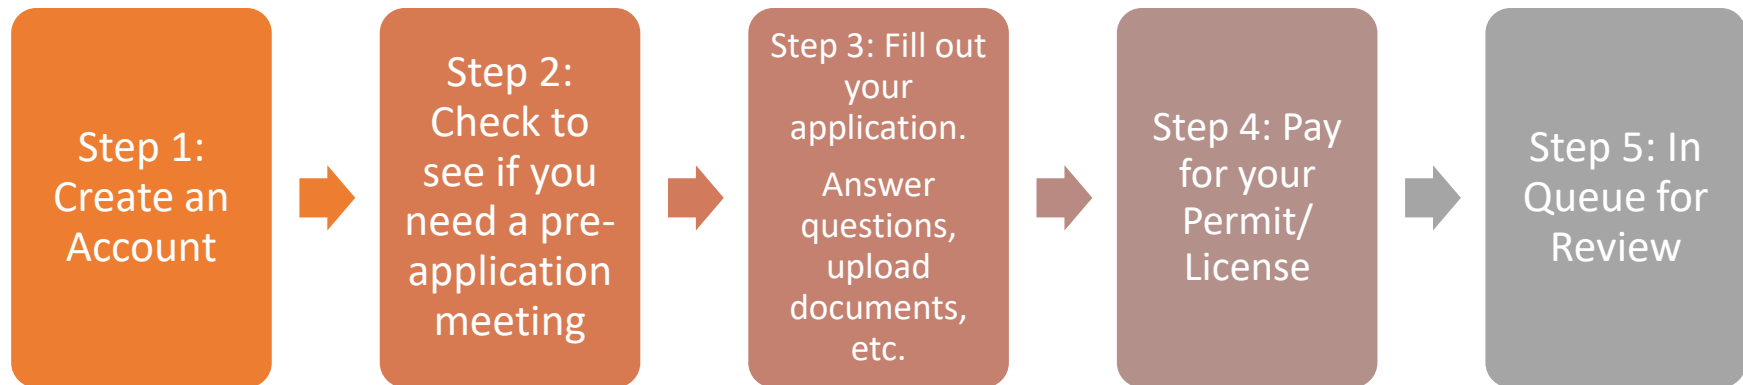 Step 1:
Create an
Account
Step 2:
Check to
see if you
need a pre-
application
meeting
Step 3: Fill out
your
application.
Answer
questions,
upload
documents,
etc.
Step 4: Pay
for your
Permit/
License
Step 5: In
Queue for
Review